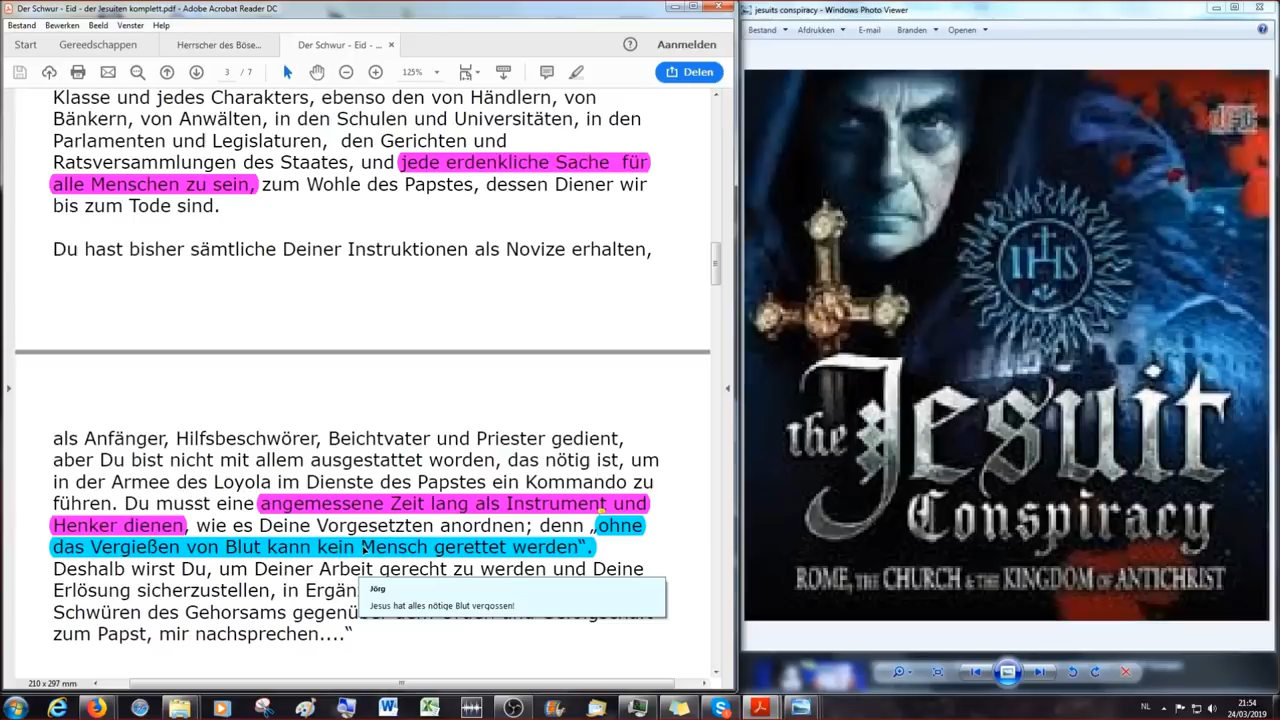 Der Schwur - Eid - der Jesuiten komplett.pdf - Adobe Acrobat Reader DC
Bestand Bewerken Beeld Venster Help
Start Gereedschappen Herrscher des Böse... Der Schwur - Eid - ... × Anmelden
3 / 7 125% Delen
Klasse und jedes Charakters, ebenso den von Händlern, von
Bänkern, von Anwälten, in den Schulen und Universitäten, in den
Parlamenten und Legislaturen, den Gerichten und
Ratsversammlungen des Staates, und jede erdenkliche Sache für
alle Menschen zu sein, zum Wohle des Papstes, dessen Diener wir
bis zum Tode sind.
Du hast bisher sämtliche Deiner Instruktionen als Novize erhalten,
als Anfänger, Hilfsbeschwörer, Beichtvater und Priester gedient,
aber Du bist nicht mit allem ausgestattet worden, das nötig ist, um
in der Armee des Loyola im Dienste des Papstes ein Kommando zu
führen. Du musst eine angemessene Zeit lang als Instrument und
Henker dienen, wie es Deine Vorgesetzten anordnen; denn „ohne
das Vergießen von Blut kann kein Mensch gerettet werden“.
Deshalb wirst Du, um Deiner Arbeit gerecht zu werden und Deine
Erlösung sicherzustellen, in
Schwüren des Gehorsams
zum Papst, mir nachsprechen....“
Jörg
Jesus hat alles nötige Blut vergossen!
210 x 297 mm
jesuits conspiracy - Windows Photo Viewer
Bestand Afdrukken E-mail Branden Openen
disc
IHS
the Jesuit
Conspiracy
ROME, THE CHURCH & THE KINGDOM OF ANTICHRIST
NL 21:54
24/03/2019